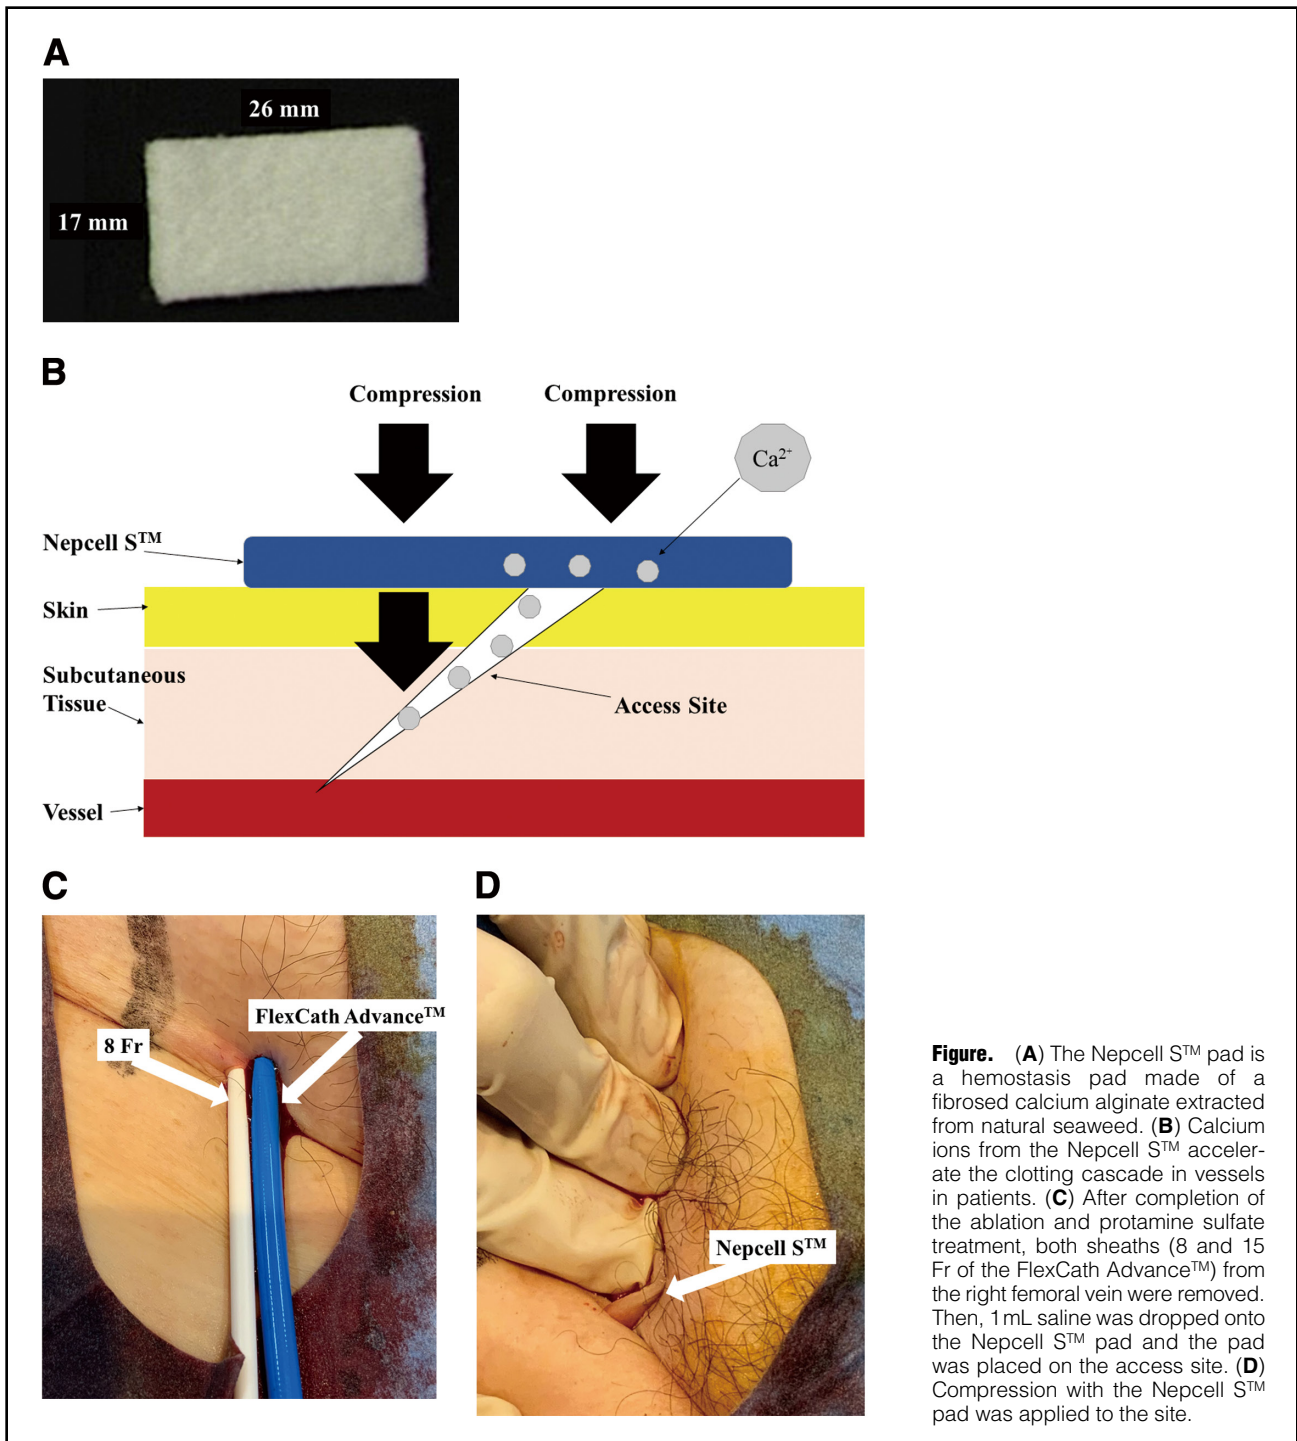 A
26 mm
17 mm
B
Compression
Compression
Ca²⁺
Nepcell S™
Skin
Subcutaneous
Tissue
Access Site
Vessel
C
FlexCath Advance™
8 Fr
D
Nepcell S™
Figure. (A) The Nepcell S™ pad is
a hemostasis pad made of a
fibrosed calcium alginate extracted
from natural seaweed. (B) Calcium
ions from the Nepcell S™ acceler-
ate the clotting cascade in vessels
in patients. (C) After completion of
the ablation and protamine sulfate
treatment, both sheaths (8 and 15
Fr of the FlexCath Advance™) from
the right femoral vein were removed.
Then, 1 mL saline was dropped onto
the Nepcell S™ pad and the pad
was placed on the access site. (D)
Compression with the Nepcell S™
pad was applied to the site.